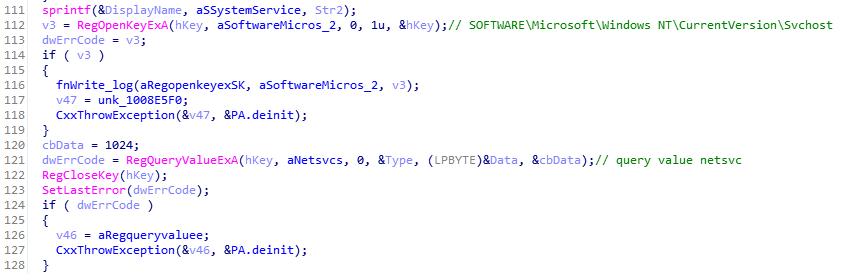 111 sprintf(&DisplayName, aSSystemService, Str2);
112 v3 = RegOpenKeyExA(hKey, aSoftwareMicros_2, 0, 1u, &hKey);// SOFTWARE\Microsoft\Windows NT\CurrentVersion\Svchost
113 dwErrCode = v3;
114 if ( v3 )
115 {
116 fnWrite_log(aRegopenkeyexSK, aSoftwareMicros_2, v3);
117 v47 = unk_1008E5F0;
118 CxxThrowException(&v47, &PA.deinit);
119 }
120 cbData = 1024;
121 dwErrCode = RegQueryValueExA(hKey, aNetsvcs, 0, &Type, (LPBYTE)&Data, &cbData);// query value netsvc
122 RegCloseKey(hKey);
123 SetLastError(dwErrCode);
124 if ( dwErrCode )
125 {
126 v46 = aRegqueryvaluee;
127 CxxThrowException(&v46, &PA.deinit);
128 }